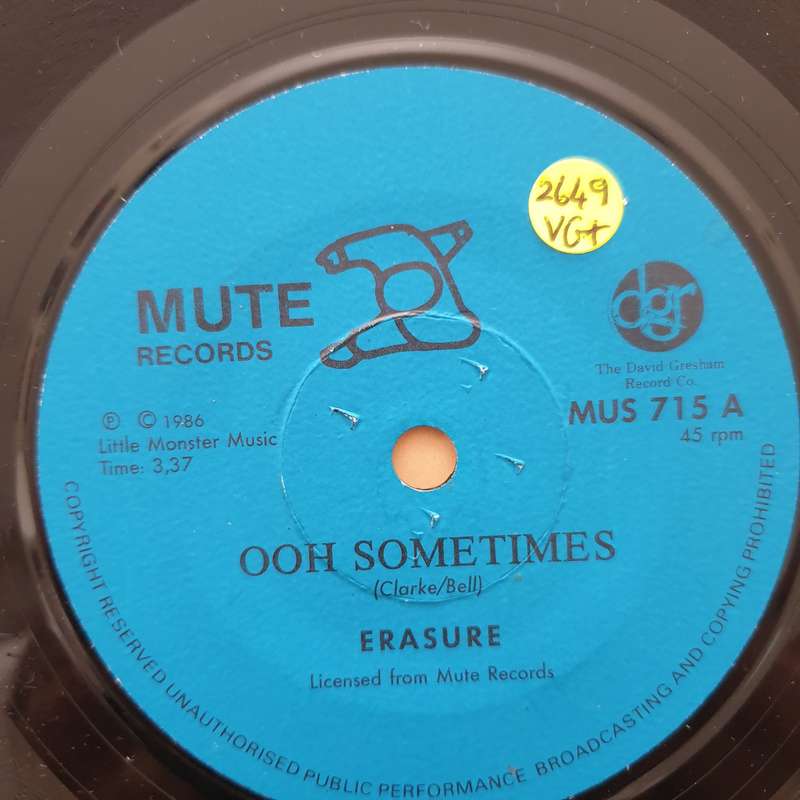 2649
VG+
MUTE
RECORDS
dgr
The David Gresham
Record Co.
MUS 715 A
45 rpm
Ⓟ © 1986
Little Monster Music
Time: 3,37
OOH SOMETIMES
(Clarke/Bell)
ERASURE
Licensed from Mute Records
COPYRIGHT RESERVED UNAUTHORISED PUBLIC PERFORMANCE BROADCASTING AND COPYING PROHIBITED